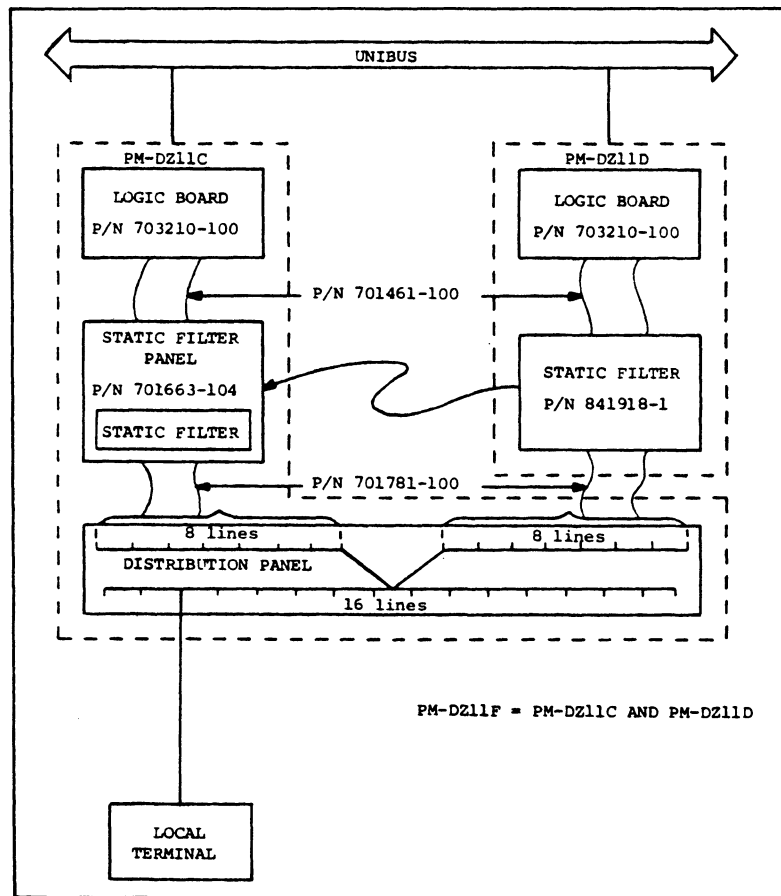 UNIBUS
PM-DZ11C
LOGIC BOARD
P/N 703210-100
PM-DZ11D
LOGIC BOARD
P/N 703210-100
P/N 701461-100
STATIC FILTER
PANEL
P/N 701663-104
STATIC FILTER
STATIC FILTER
P/N 841918-1
P/N 701781-100
8 lines
8 lines
DISTRIBUTION PANEL
16 lines
PM-DZ11F = PM-DZ11C AND PM-DZ11D
LOCAL
TERMINAL